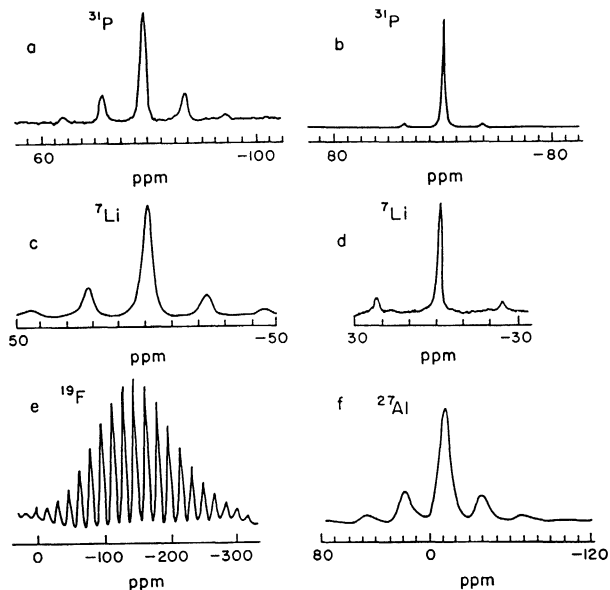 a ³¹P
60 -100
ppm
b ³¹P
80 -80
ppm
c ⁷Li
50 -50
ppm
d ⁷Li
30 -30
ppm
e ¹⁹F
0 -100 -200 -300
ppm
f ²⁷Al
80 0 -120
ppm